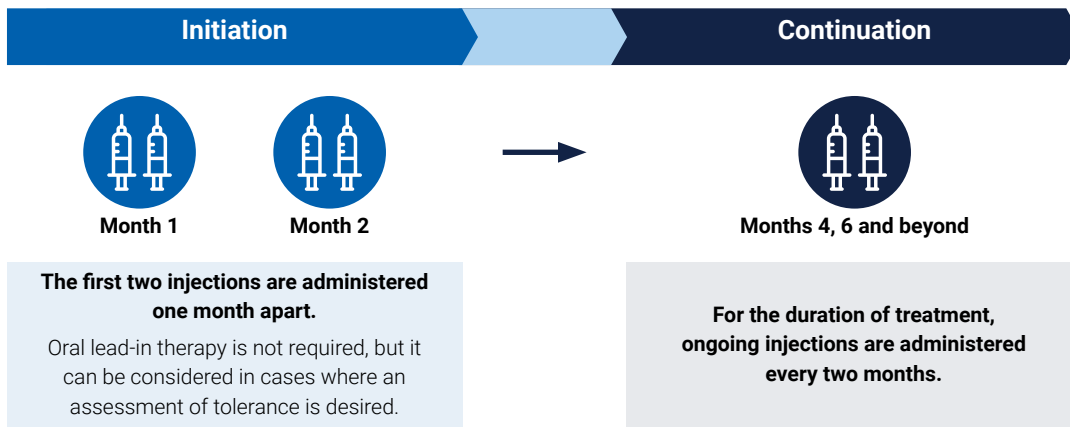 Initiation
Continuation
Month 1
Month 2
Months 4, 6 and beyond
The first two injections are administered
one month apart.
Oral lead-in therapy is not required, but it
can be considered in cases where an
assessment of tolerance is desired.
For the duration of treatment,
ongoing injections are administered
every two months.